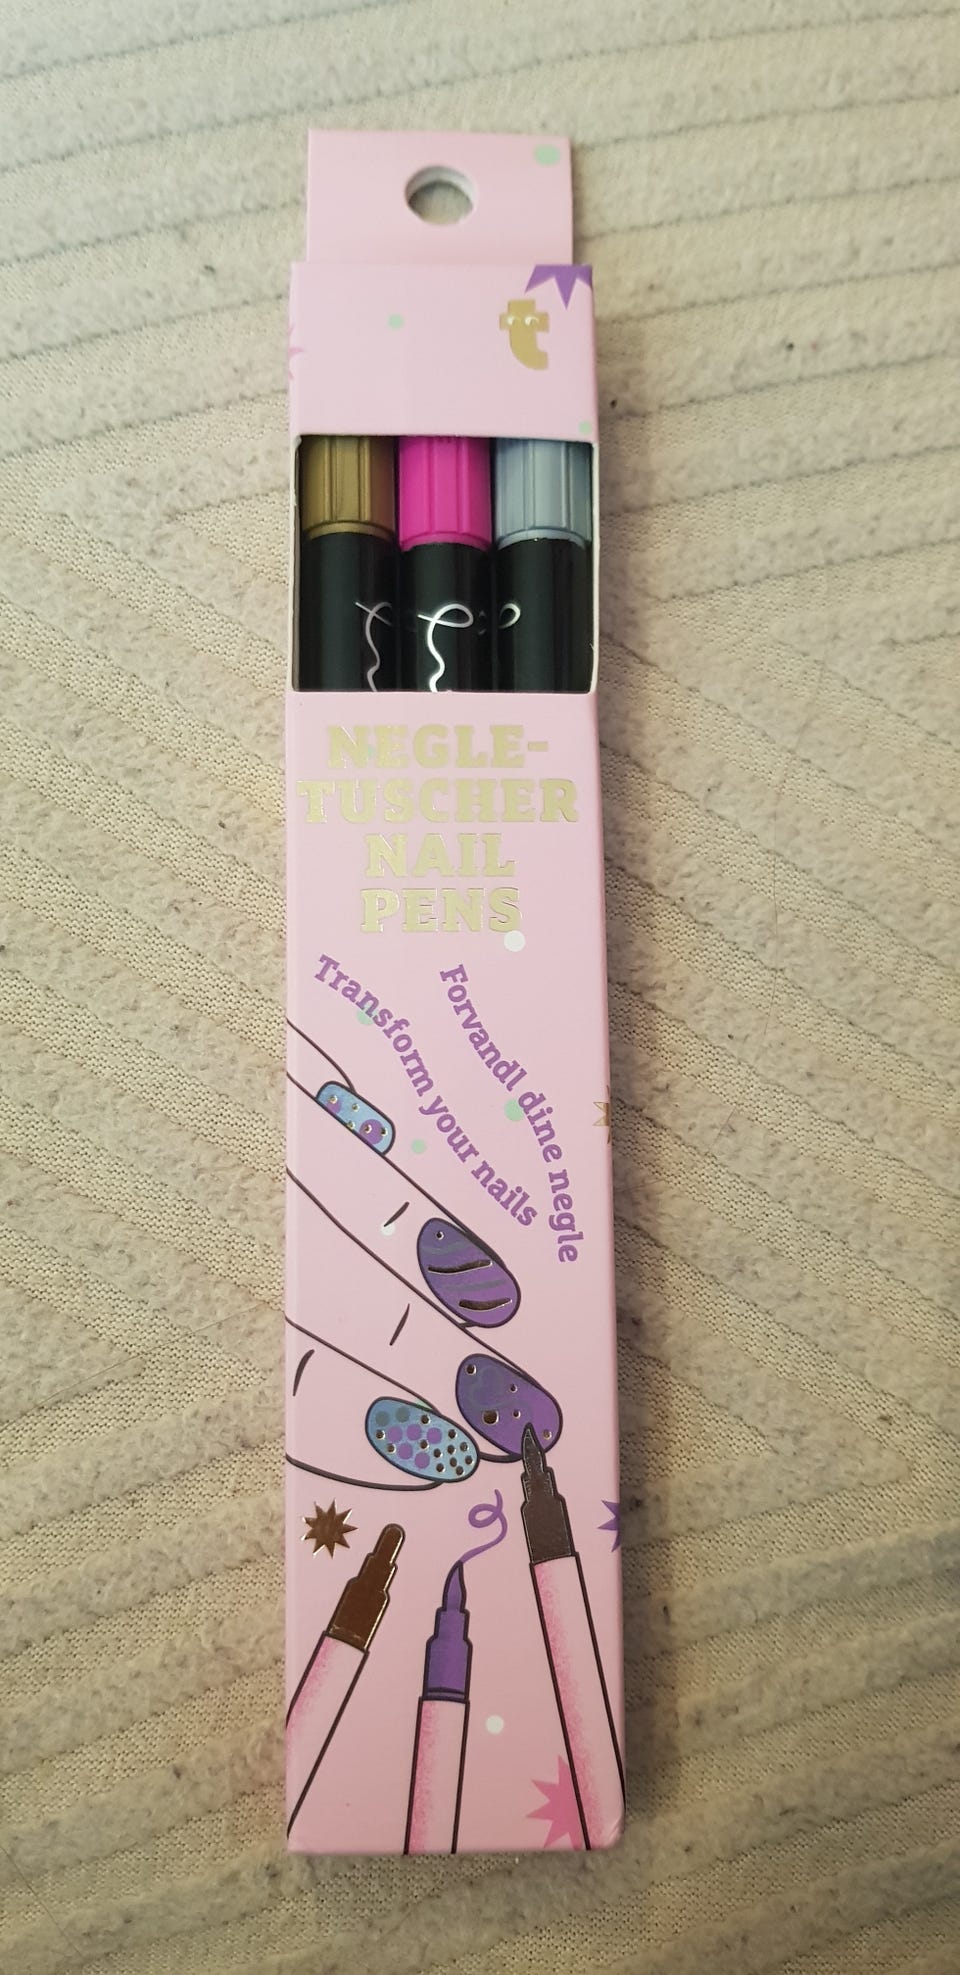 t
NEGLE-
TUSCHER
NAIL
PENS
Transform your nails
Forvandl dine negle